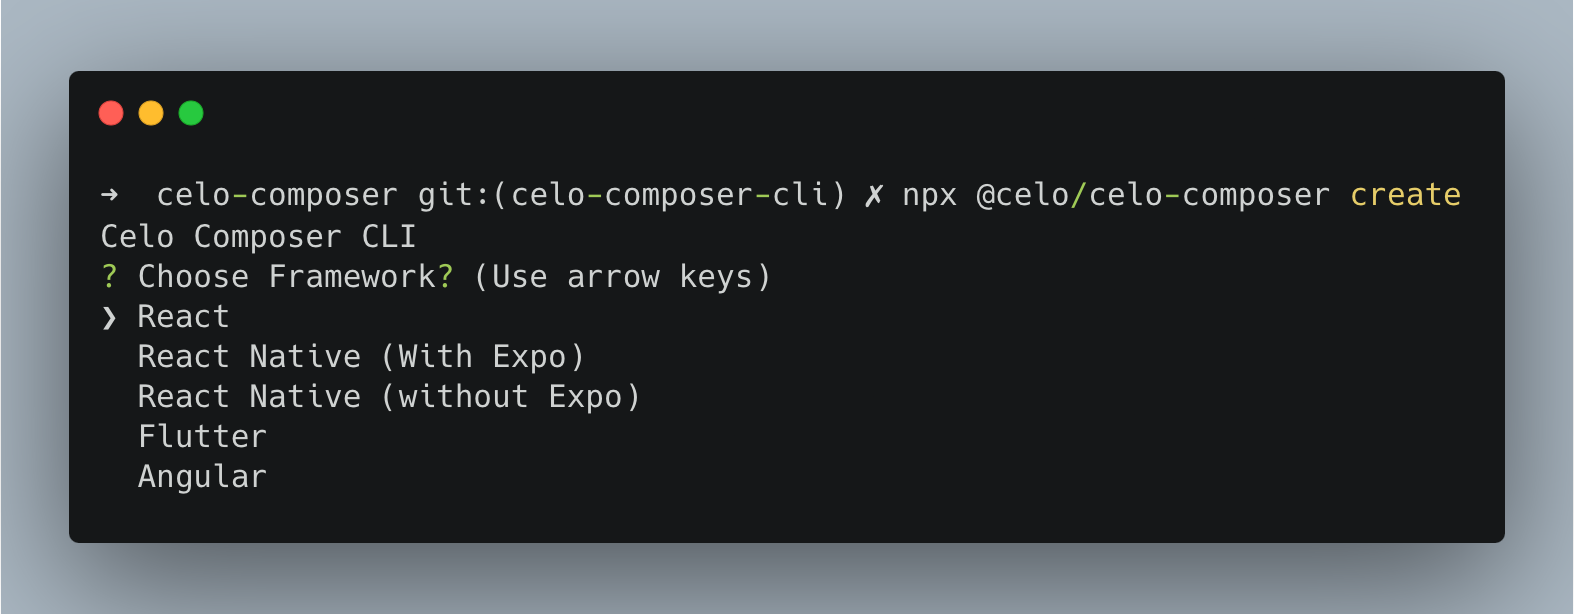 ➜  celo-composer git:(celo-composer-cli) ✗ npx @celo/celo-composer create
Celo Composer CLI
? Choose Framework? (Use arrow keys)
❯ React
  React Native (With Expo)
  React Native (without Expo)
  Flutter
  Angular